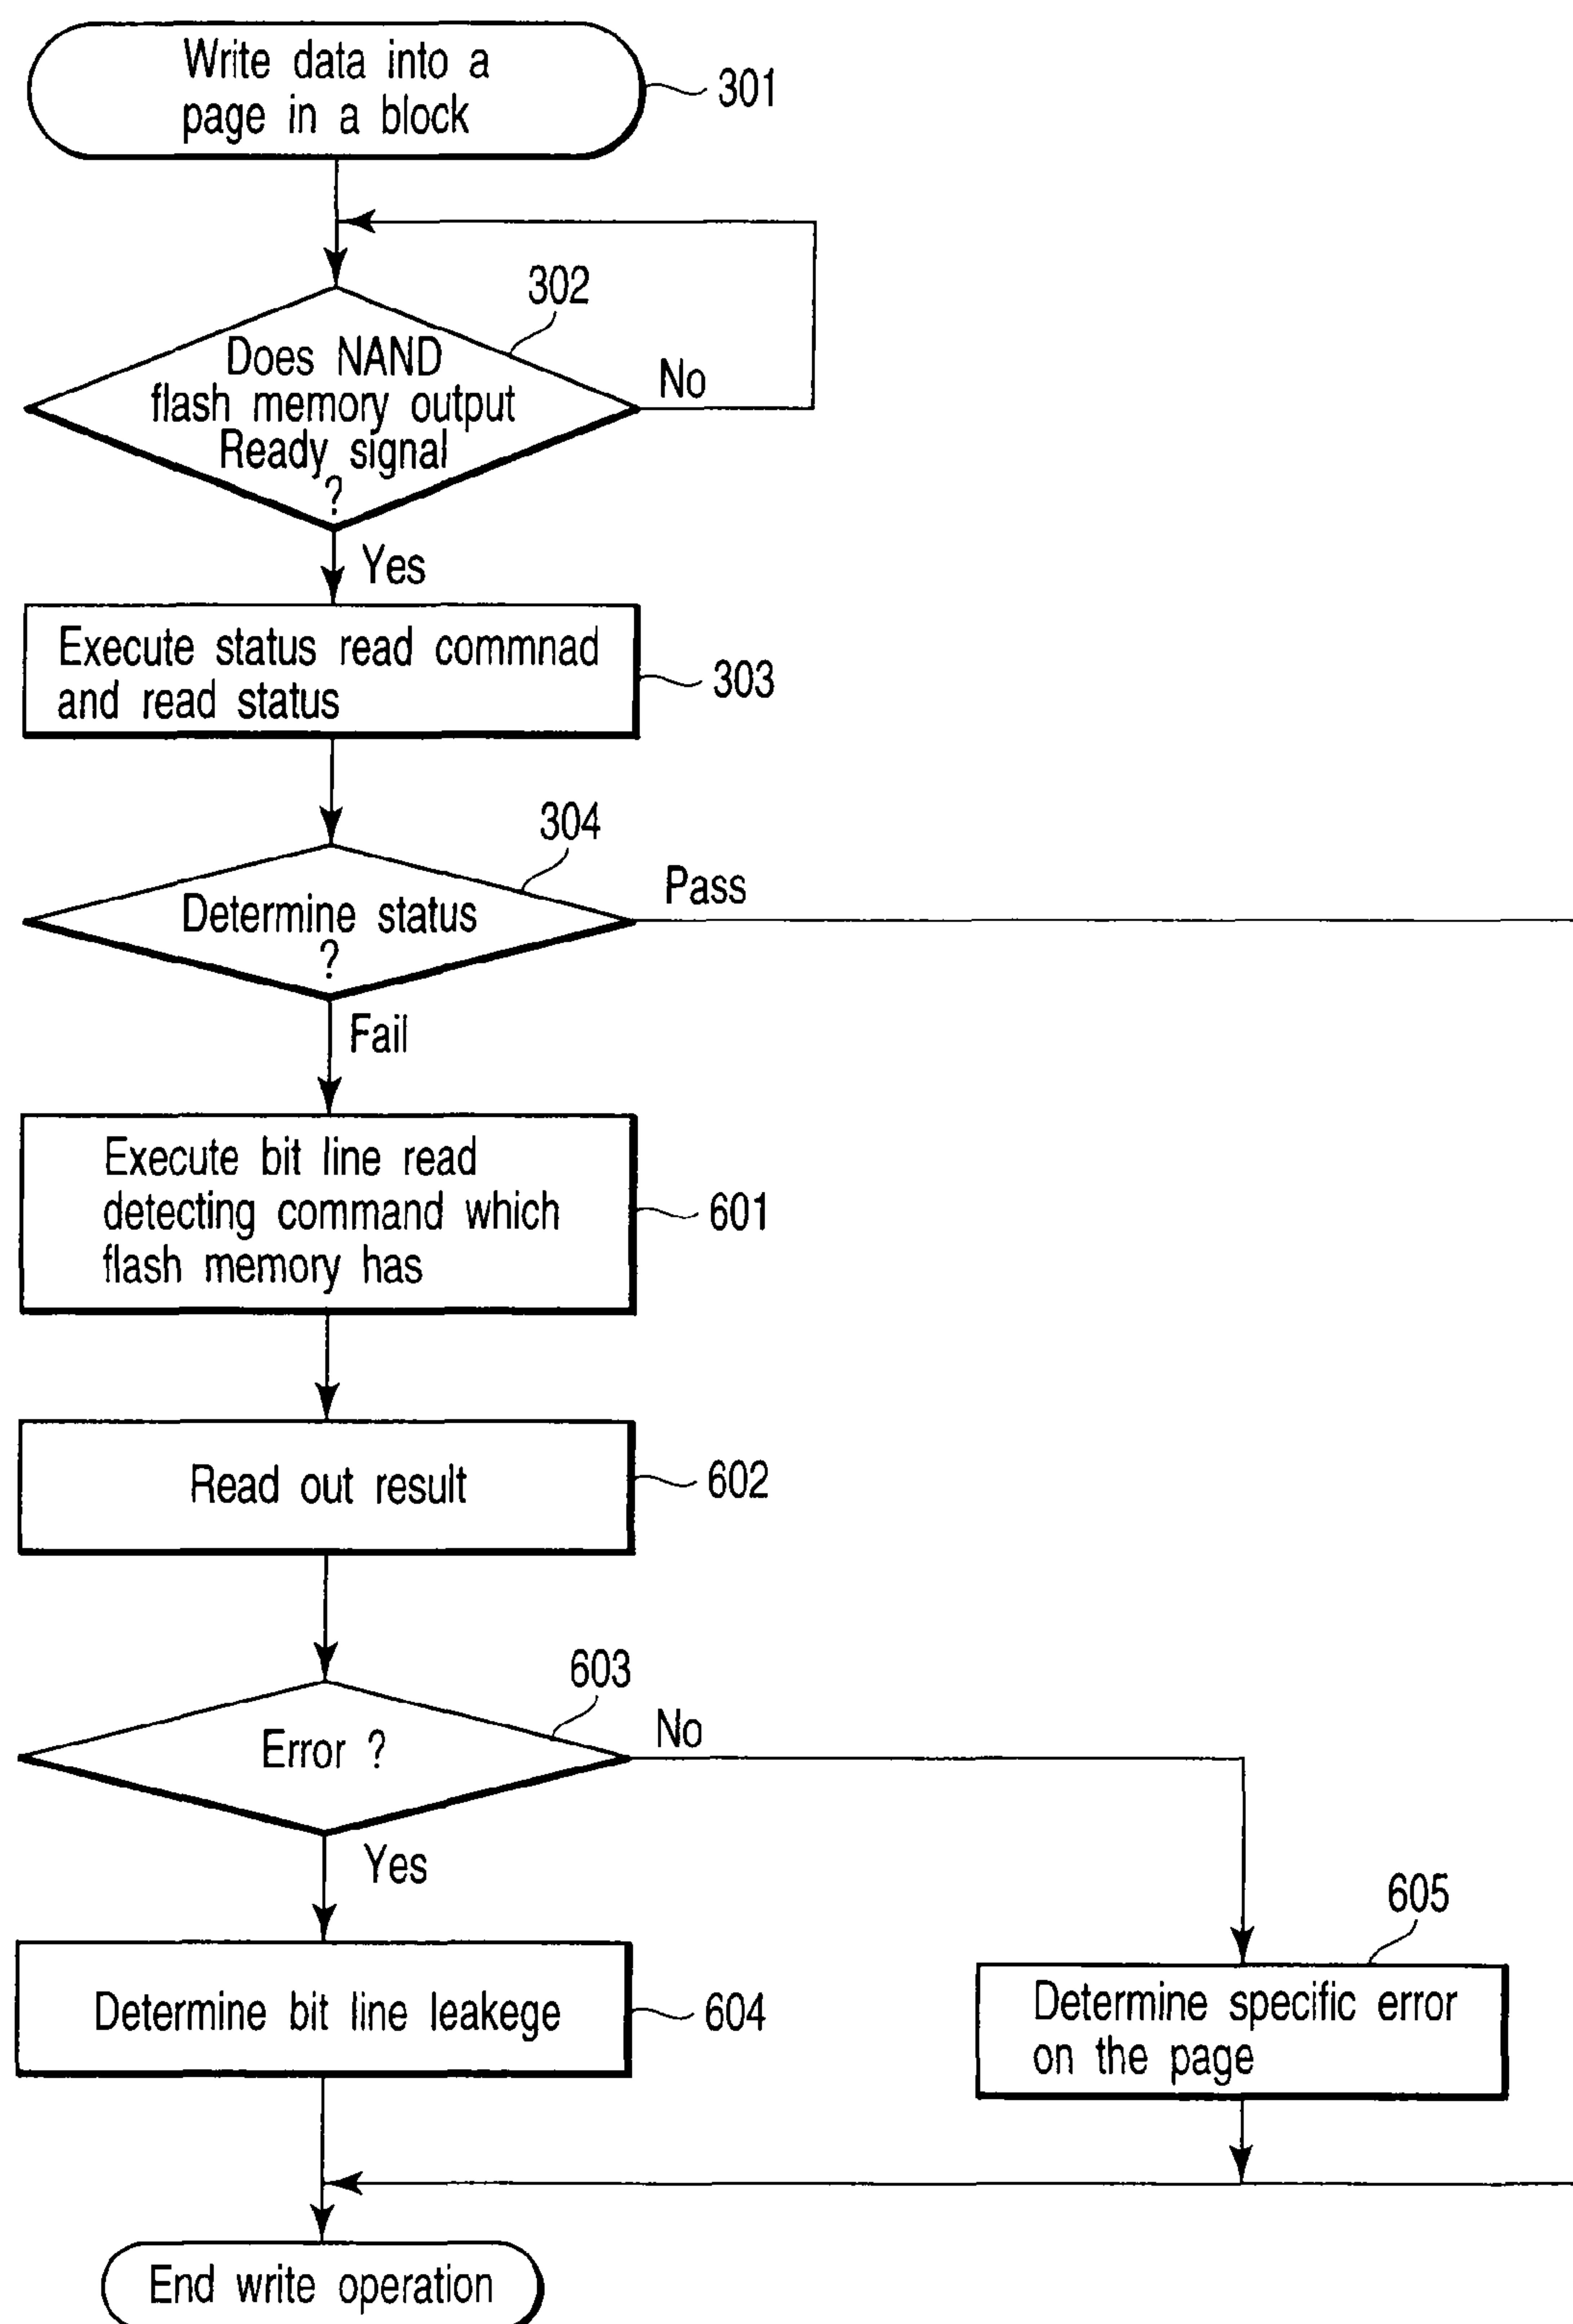 Write data into a
page in a block
301
302
Does NAND
flash memory output
Ready signal
?
No
Yes
Execute status read commnad
and read status
303
304
Determine status
?
Pass
Fail
Execute bit line read
detecting command which
flash memory has
601
Read out result
602
603
Error ?
No
Yes
605
Determine bit line leakege
604
Determine specific error
on the page
End write operation